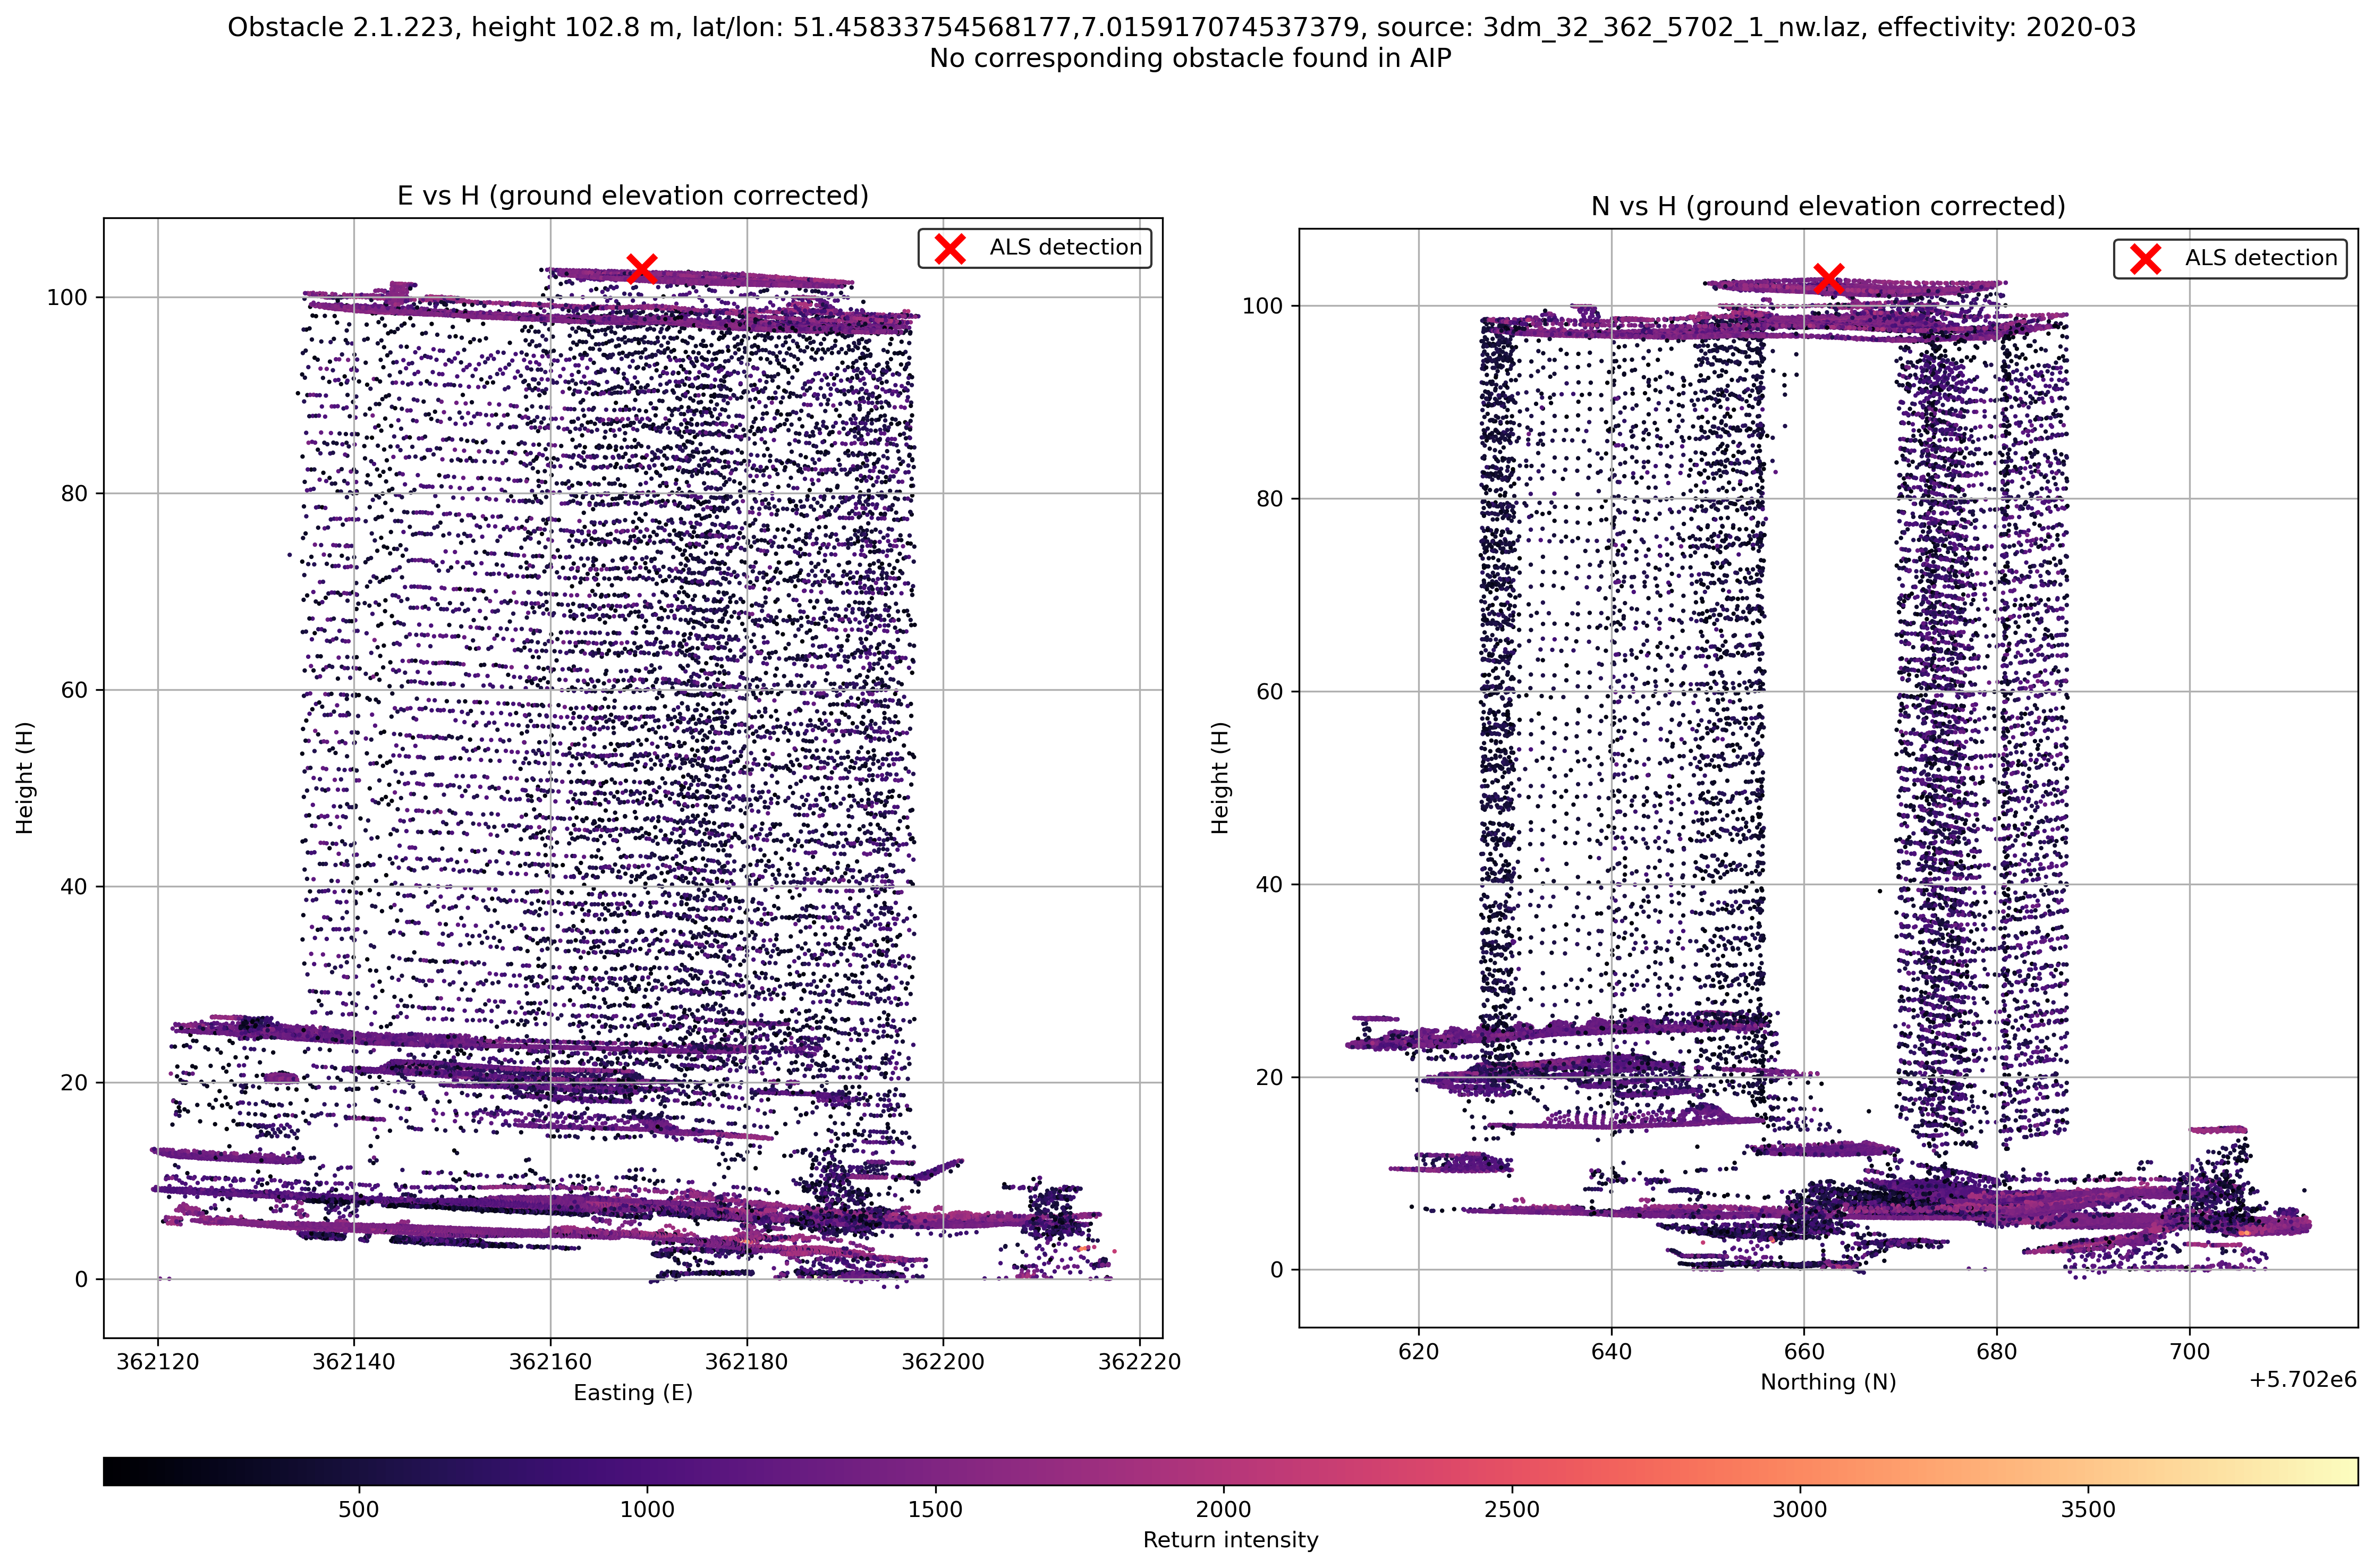 Obstacle 2.1.223, height 102.8 m, lat/lon: 51.45833754568177,7.015917074537379, source: 3dm_32_362_5702_1_nw.laz, effectivity: 2020-03
No corresponding obstacle found in AIP
E vs H (ground elevation corrected)
ALS detection
100
80
60
40
20
0
Height (H)
362120 362140 362160 362180 362200 362220
Easting (E)
N vs H (ground elevation corrected)
ALS detection
100
80
60
40
20
0
Height (H)
620 640 660 680 700
+5.702e6
Northing (N)
500 1000 1500 2000 2500 3000 3500
Return intensity